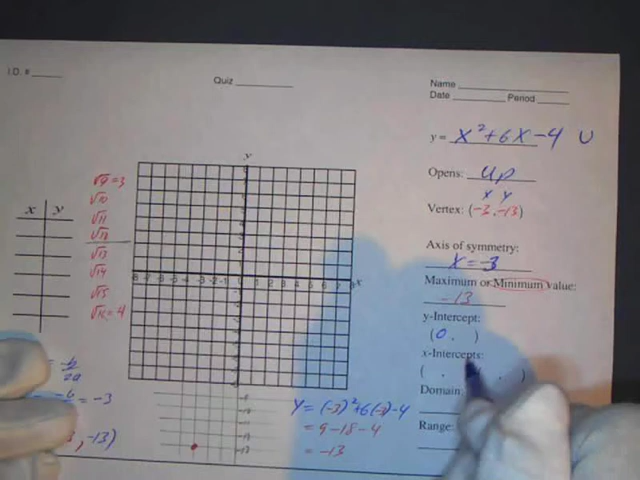 I.D. # Quiz Name
Date Period
y = x² + 6x - 4 ∪
Opens: up
x y
Vertex: (-3, -13)
Axis of symmetry:
x = -3
Maximum or Minimum value:
-13
y-Intercept:
(0, )
x-Intercepts:
( , ) , )
Domain:
Range:
x y
√9 = 3
√10
√11
√12
√13
√14
√15
√16 = 4
y
x
-b
2a
= -3
, -13)
y = (-3)² + 6(-3) - 4
= 9 - 18 - 4
= -13